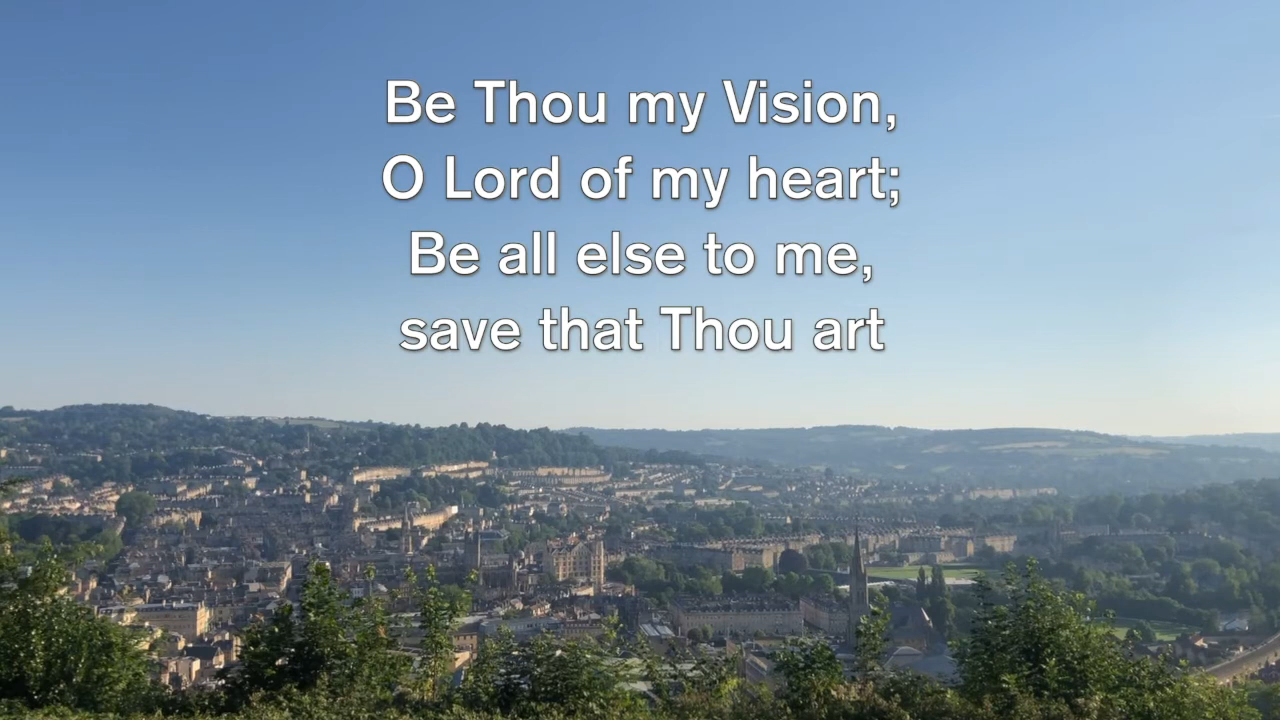 Be Thou my Vision,
O Lord of my heart;
Be all else to me,
save that Thou art